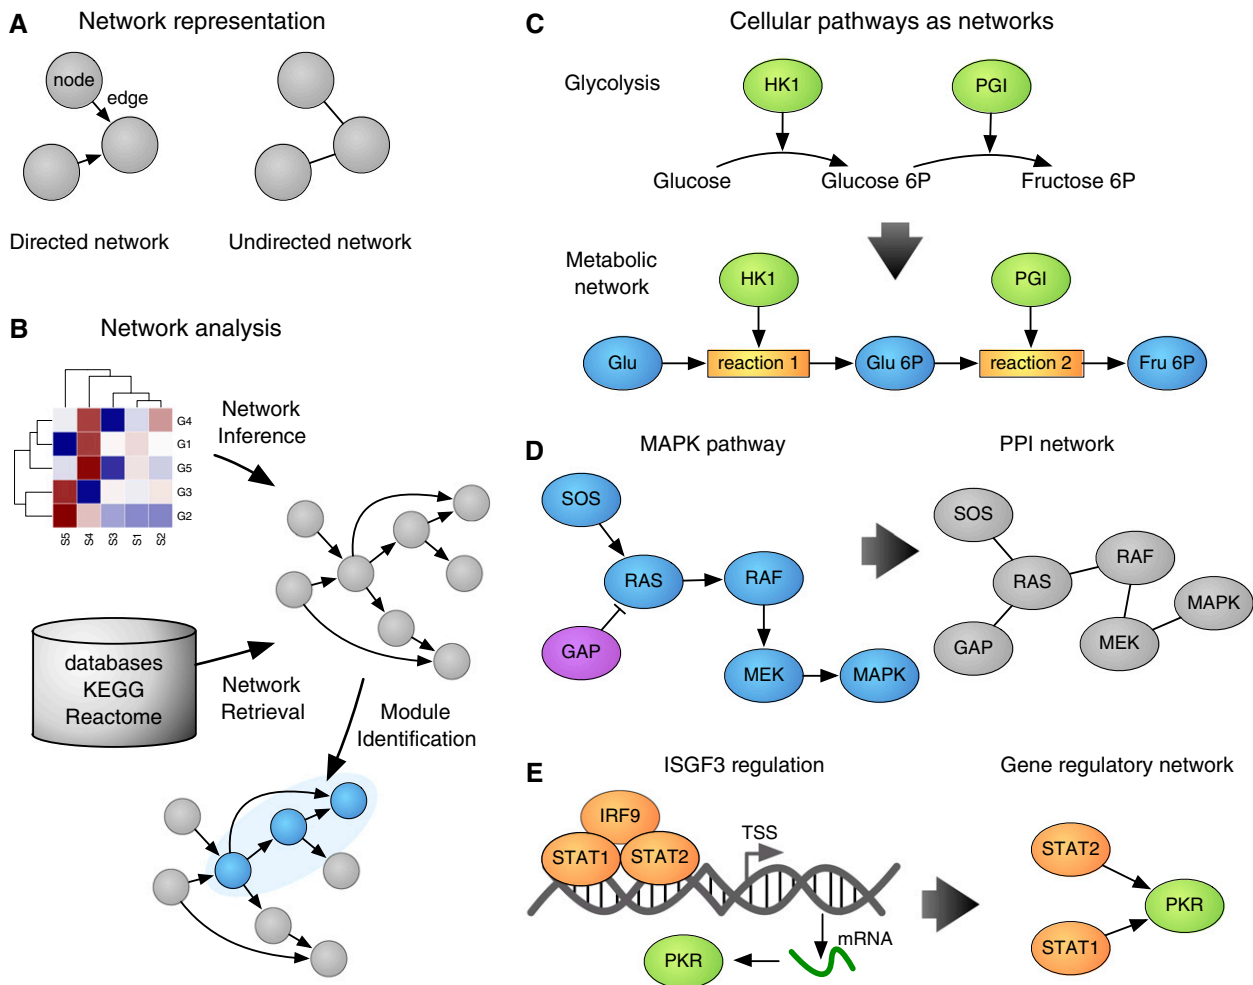 A Network representation
node
edge
Directed network
Undirected network
B Network analysis
G4
G1
G5
G3
G2
S5 S4 S3 S1 S2
Network
Inference
databases
KEGG
Reactome
Network
Retrieval
Module
Identification
C Cellular pathways as networks
Glycolysis
HK1
PGI
Glucose
Glucose 6P
Fructose 6P
Metabolic
network
HK1
PGI
Glu
reaction 1
Glu 6P
reaction 2
Fru 6P
D MAPK pathway
PPI network
SOS
RAS
RAF
GAP
MEK
MAPK
SOS
RAS
RAF
MAPK
GAP
MEK
E ISGF3 regulation
Gene regulatory network
IRF9
STAT1
STAT2
TSS
mRNA
PKR
STAT2
PKR
STAT1